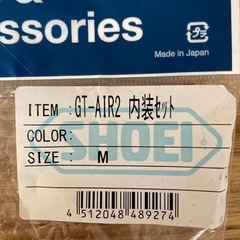 &
ssories
Made in Japan
ITEM :GT-AIR2 内装ｾｯﾄ
COLOR:
SHOEI
SIZE : M
4 512048 489274